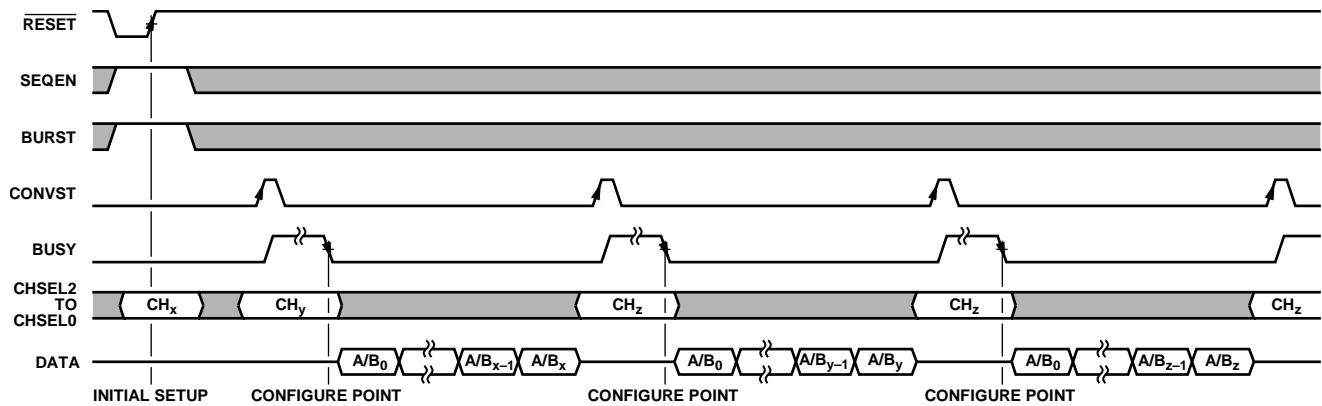 RESET
SEQEN
BURST
CONVST
BUSY
CHSEL2
TO
CHSEL0
CHx CHy CHz CHz CHz
DATA
A/B0 A/Bx–1 A/Bx A/B0 A/By–1 A/By A/B0 A/Bz–1 A/Bz
INITIAL SETUP CONFIGURE POINT CONFIGURE POINT CONFIGURE POINT